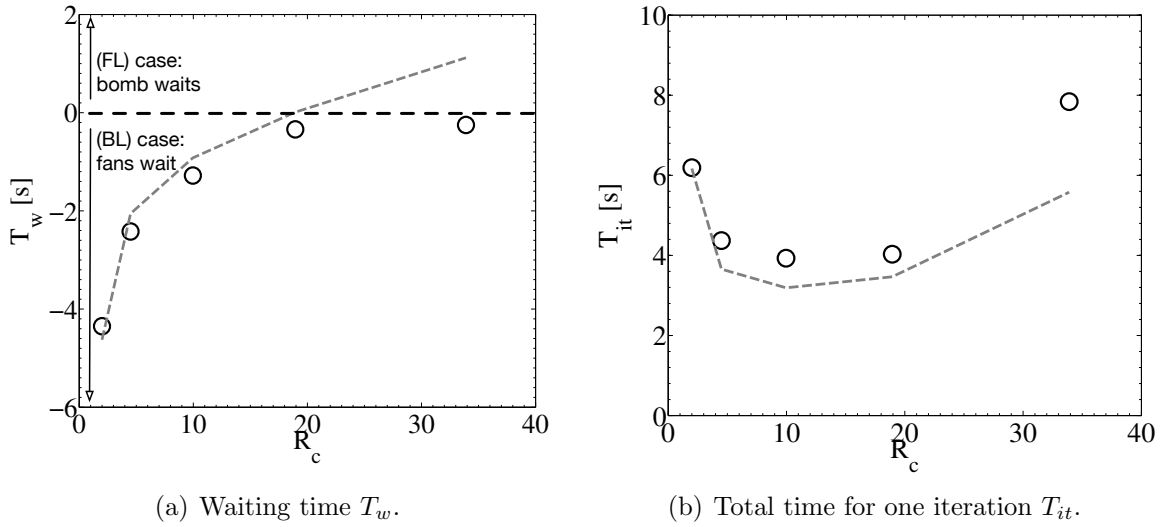 2
0
−2
−4
−6
0
10
20
30
40
T_w [s]
R_c
(FL) case:
bomb waits
(BL) case:
fans wait
10
8
6
4
2
0
0
10
20
30
40
T_it [s]
R_c
(a) Waiting time T_w.
(b) Total time for one iteration T_it.